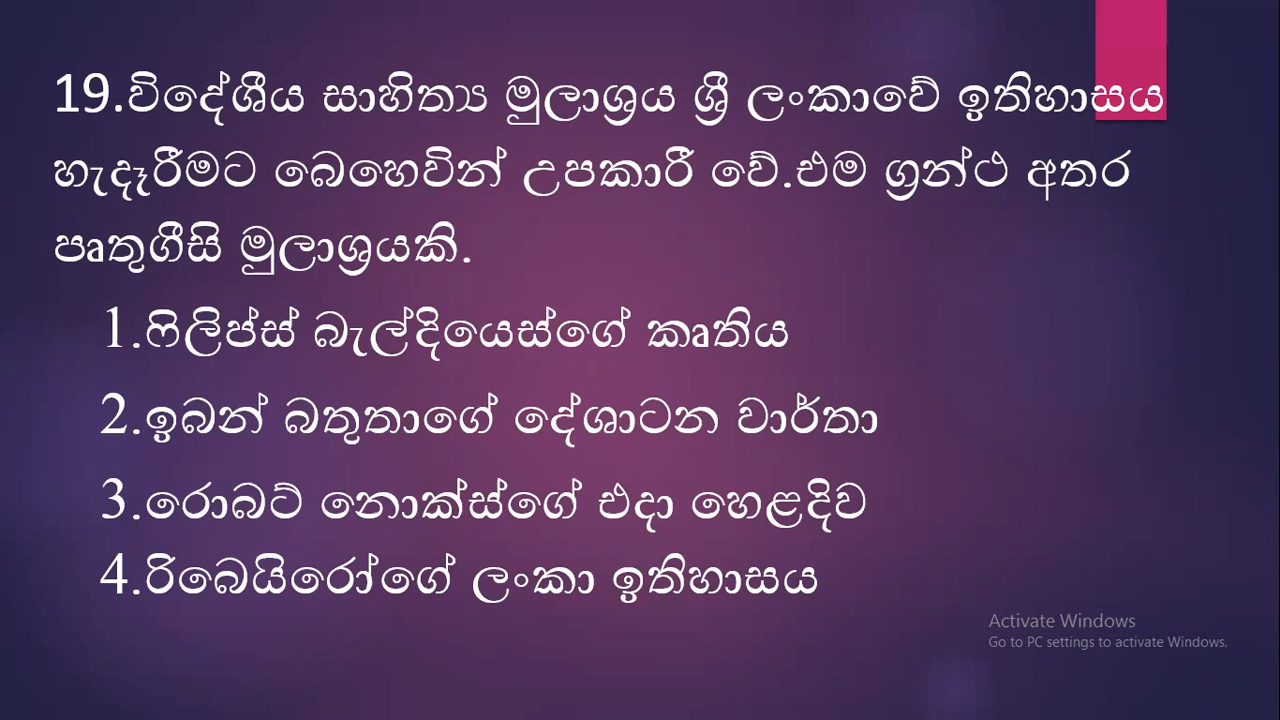 19.විදේශීය සාහිත්‍ය මුලාශ්‍රය ශ්‍රී ලංකාවේ ඉතිහාසය
හැදෑරීමට බෙහෙවින් උපකාරී වේ.එම ග්‍රන්ථ අතර
පෘතුගීසි මුලාශ්‍රයකි.
1.ෆිලිප්ස් බැල්දියෙස්ගේ කෘතිය
2.ඉබන් බතුතාගේ දේශාටන වාර්තා
3.රොබට් නොක්ස්ගේ එදා හෙළදිව
4.රිබෙයිරෝගේ ලංකා ඉතිහාසය
Activate Windows
Go to PC settings to activate Windows.